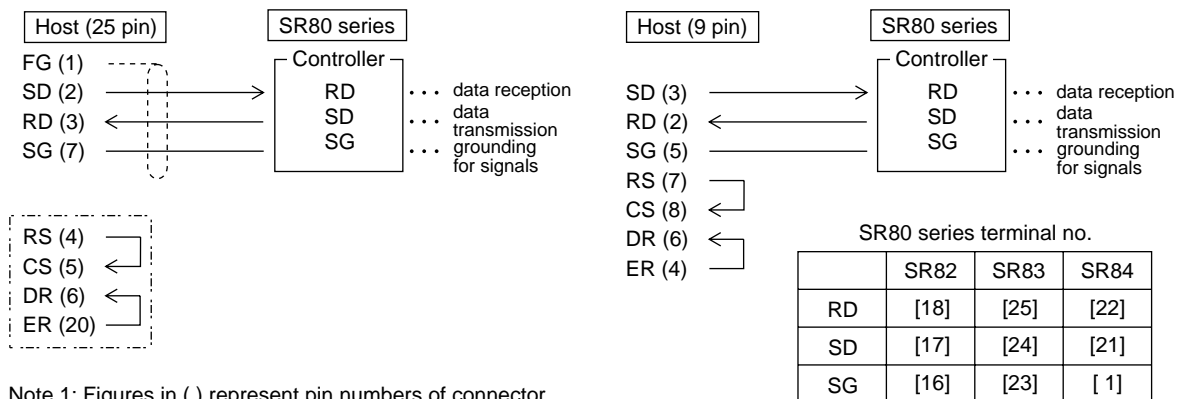 Host (25 pin)
SR80 series
FG (1)
SD (2)
RD (3)
SG (7)
Controller
RD
SD
SG
... data reception
... data
transmission
... grounding
for signals
RS (4)
CS (5)
DR (6)
ER (20)
Host (9 pin)
SR80 series
SD (3)
RD (2)
SG (5)
RS (7)
CS (8)
DR (6)
ER (4)
Controller
RD
SD
SG
... data reception
... data
transmission
... grounding
for signals
SR80 series terminal no.
SR82 SR83 SR84
RD [18] [25] [22]
SD [17] [24] [21]
SG [16] [23] [ 1]
Note 1: Figures in ( ) represent pin numbers of connector